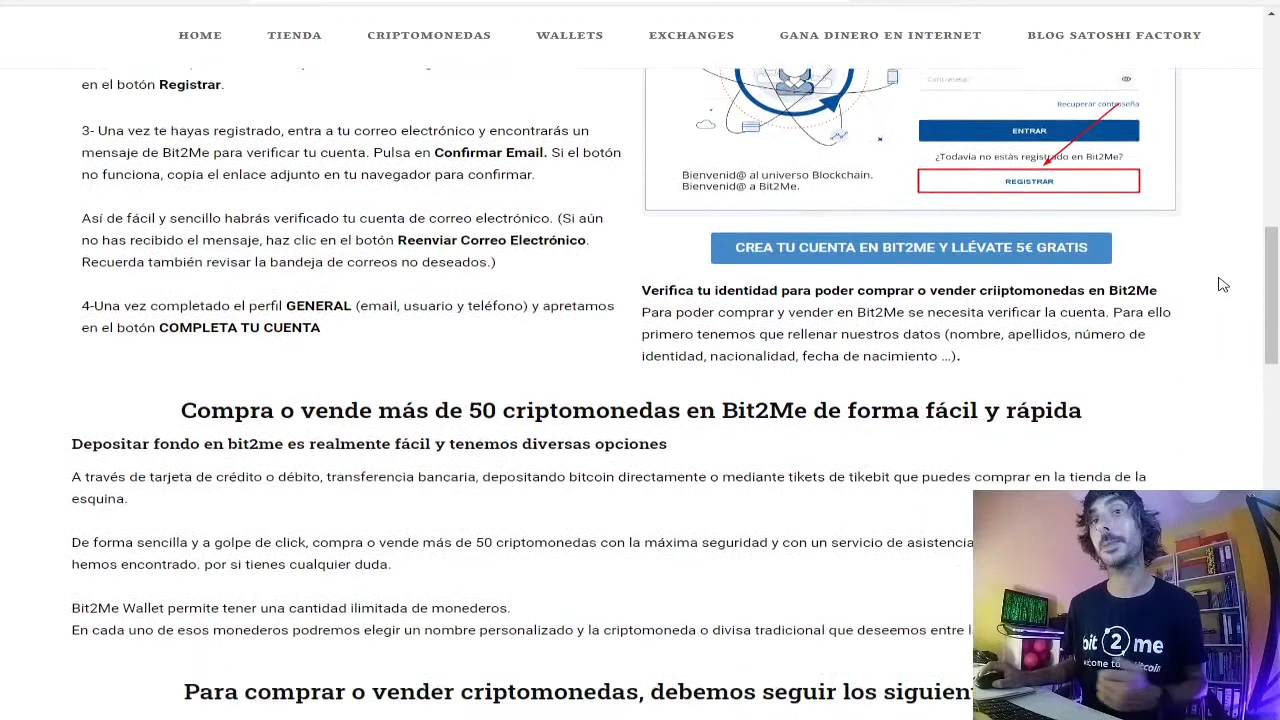 HOME TIENDA CRIPTOMONEDAS WALLETS EXCHANGES GANA DINERO EN INTERNET BLOG SATOSHI FACTORY
en el botón Registrar.
3- Una vez te hayas registrado, entra a tu correo electrónico y encontrarás un
mensaje de Bit2Me para verificar tu cuenta. Pulsa en Confirmar Email. Si el botón
no funciona, copia el enlace adjunto en tu navegador para confirmar.
Así de fácil y sencillo habrás verificado tu cuenta de correo electrónico. (Si aún
no has recibido el mensaje, haz clic en el botón Reenviar Correo Electrónico.
Recuerda también revisar la bandeja de correos no deseados.)
4-Una vez completado el perfil GENERAL (email, usuario y teléfono) y apretamos
en el botón COMPLETA TU CUENTA
Contraseña
Recuperar contraseña
ENTRAR
¿Todavía no estás registrado en Bit2Me?
REGISTRAR
Bienvenid@ al universo Blockchain.
Bienvenid@ a Bit2Me.
CREA TU CUENTA EN BIT2ME Y LLÉVATE 5€ GRATIS
Verifica tu identidad para poder comprar o vender criiptomonedas en Bit2Me
Para poder comprar y vender en Bit2Me se necesita verificar la cuenta. Para ello
primero tenemos que rellenar nuestros datos (nombre, apellidos, número de
identidad, nacionalidad, fecha de nacimiento ...).
Compra o vende más de 50 criptomonedas en Bit2Me de forma fácil y rápida
Depositar fondo en bit2me es realmente fácil y tenemos diversas opciones
A través de tarjeta de crédito o débito, transferencia bancaria, depositando bitcoin directamente o mediante tikets de tikebit que puedes comprar en la tienda de la
esquina.
De forma sencilla y a golpe de click, compra o vende más de 50 criptomonedas con la máxima seguridad y con un servicio de asistencia
hemos encontrado. por si tienes cualquier duda.
Bit2Me Wallet permite tener una cantidad ilimitada de monederos.
En cada uno de esos monederos podremos elegir un nombre personalizado y la criptomoneda o divisa tradicional que deseemos entre
Para comprar o vender criptomonedas, debemos seguir los siguien
bit 2 me